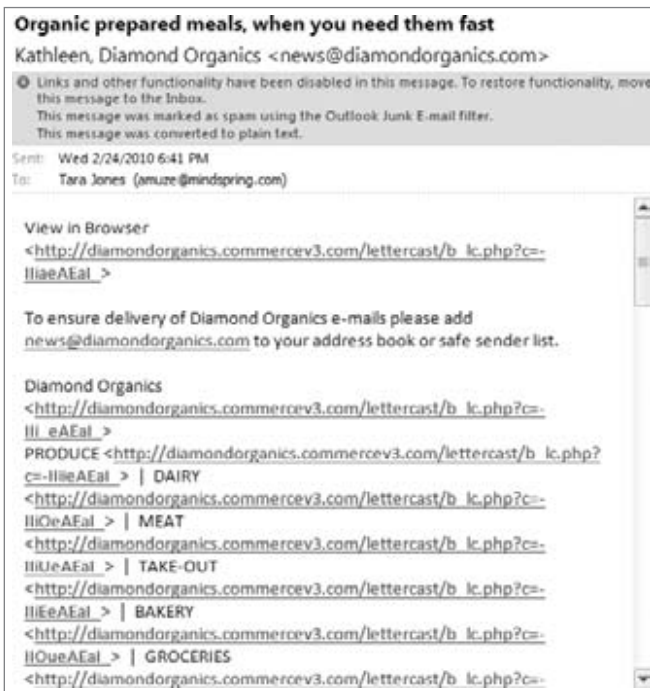 Organic prepared meals, when you need them fast
Kathleen, Diamond Organics <news@diamondorganics.com>
Links and other functionality have been disabled in this message. To restore functionality, move
this message to the Inbox.
This message was marked as spam using the Outlook Junk E-mail filter.
This message was converted to plain text.
Sent: Wed 2/24/2010 6:41 PM
To: Tara Jones (amuze@mindspring.com)
View in Browser
<http://diamondorganics.commercev3.com/lettercast/b_lc.php?c=-
IIiaeAEaI_>
To ensure delivery of Diamond Organics e-mails please add
news@diamondorganics.com to your address book or safe sender list.
Diamond Organics
<http://diamondorganics.commercev3.com/lettercast/b_lc.php?c=-
IIi_eAEaI_>
PRODUCE <http://diamondorganics.commercev3.com/lettercast/b_lc.php?
c=-IIiieAEaI_> | DAIRY
<http://diamondorganics.commercev3.com/lettercast/b_lc.php?c=-
IIiOeAEaI_> | MEAT
<http://diamondorganics.commercev3.com/lettercast/b_lc.php?c=-
IIiUeAEaI_> | TAKE-OUT
<http://diamondorganics.commercev3.com/lettercast/b_lc.php?c=-
IIiEeAEaI_> | BAKERY
<http://diamondorganics.commercev3.com/lettercast/b_lc.php?c=-
IIOueAEaI_> | GROCERIES
<http://diamondorganics.commercev3.com/lettercast/b_lc.php?c=-